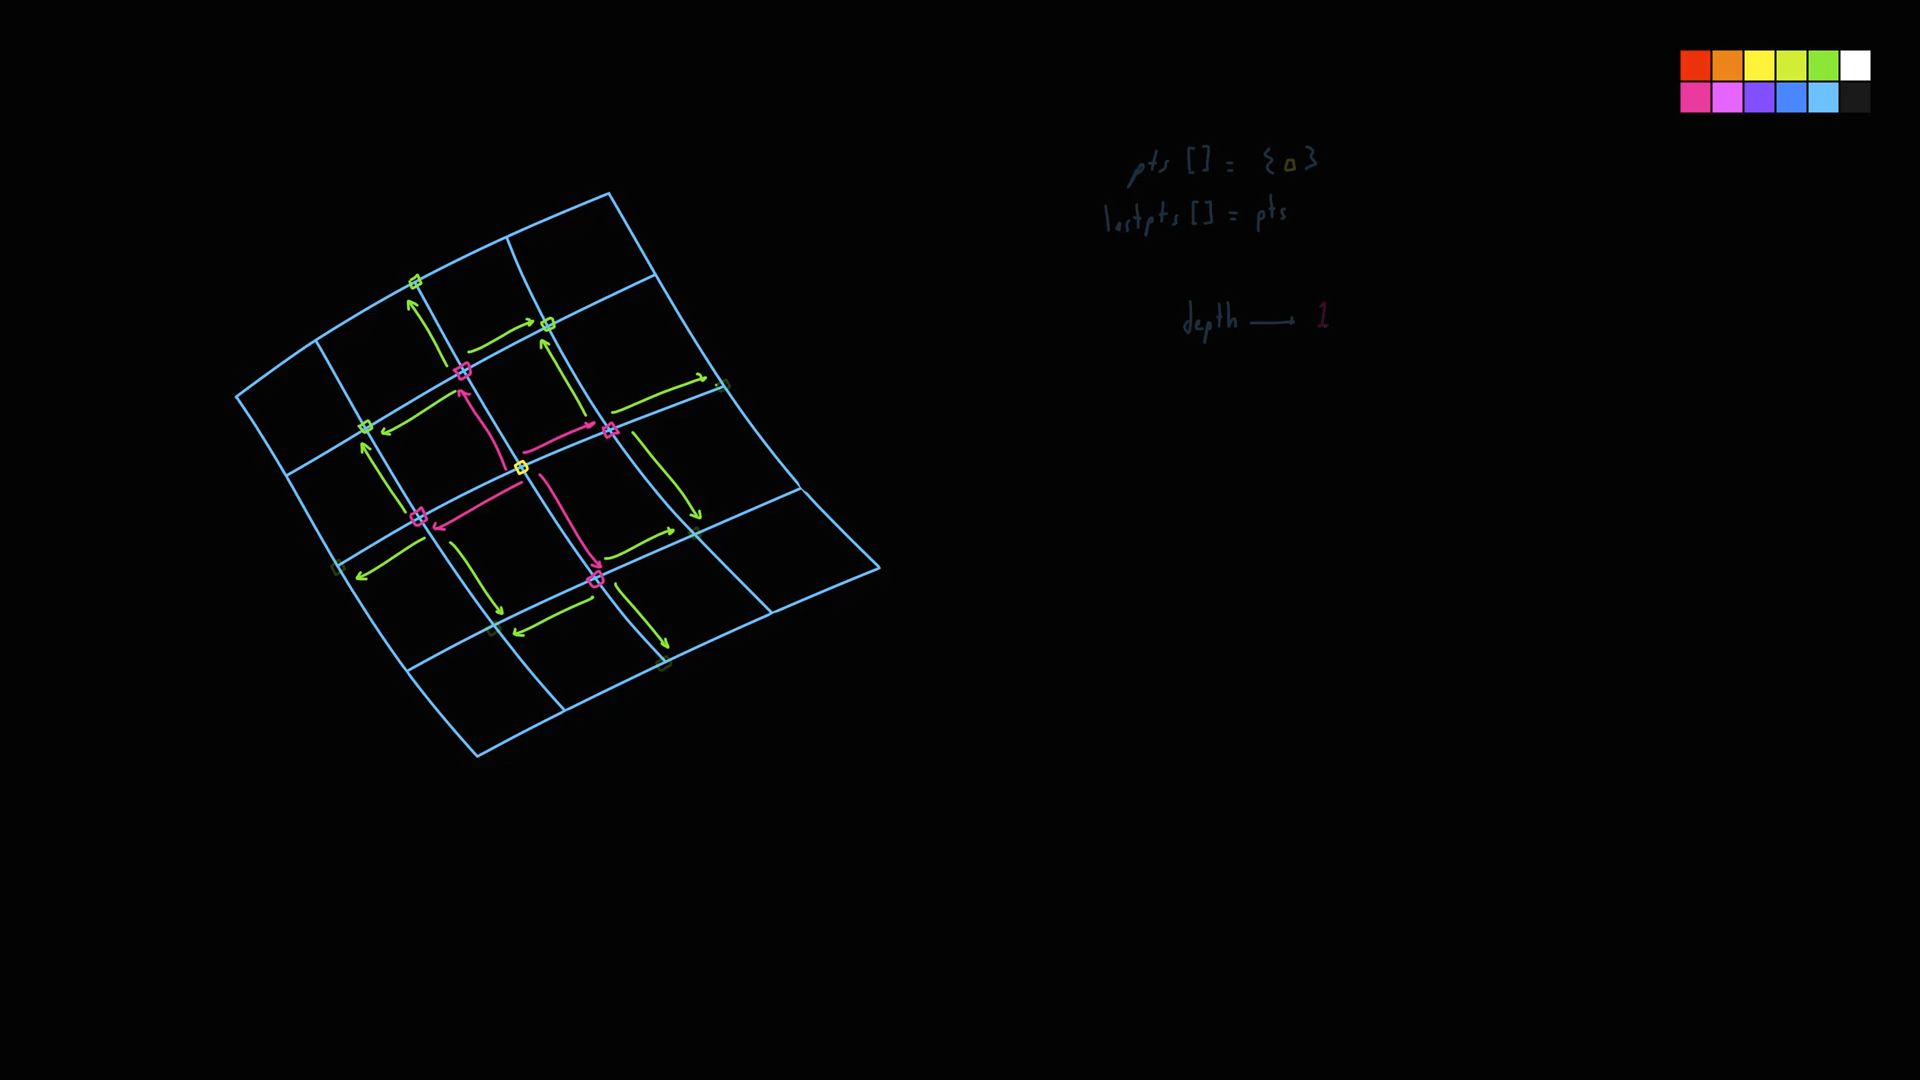 pts [] = {▫}
lastpts [] = pts
depth → 1